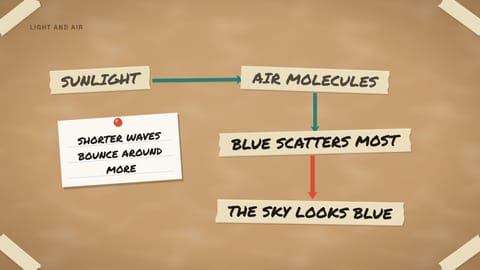 LIGHT AND AIR
SUNLIGHT
AIR MOLECULES
SHORTER WAVES
BOUNCE AROUND
MORE
BLUE SCATTERS MOST
THE SKY LOOKS BLUE